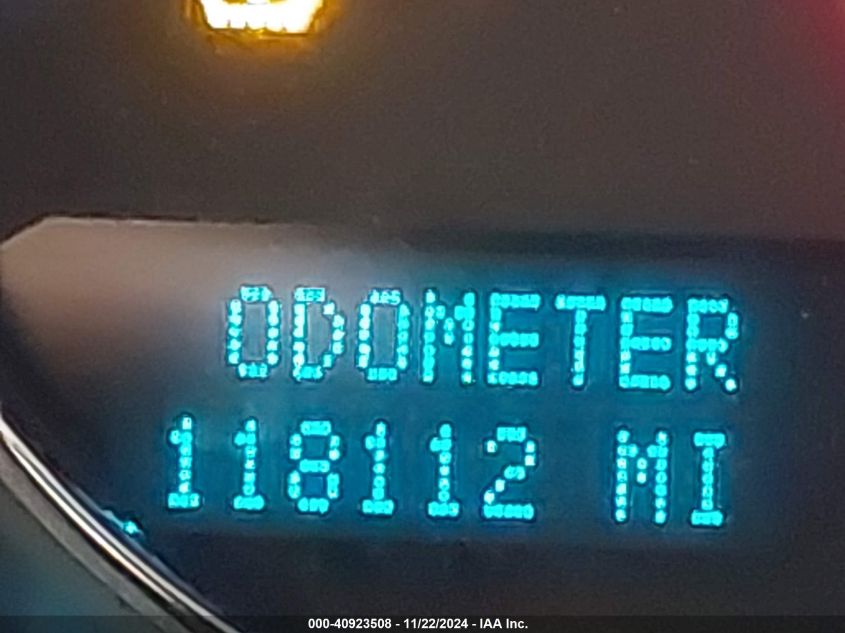 ODOMETER
118112 MI
000-40923508 - 11/22/2024 - IAA Inc.